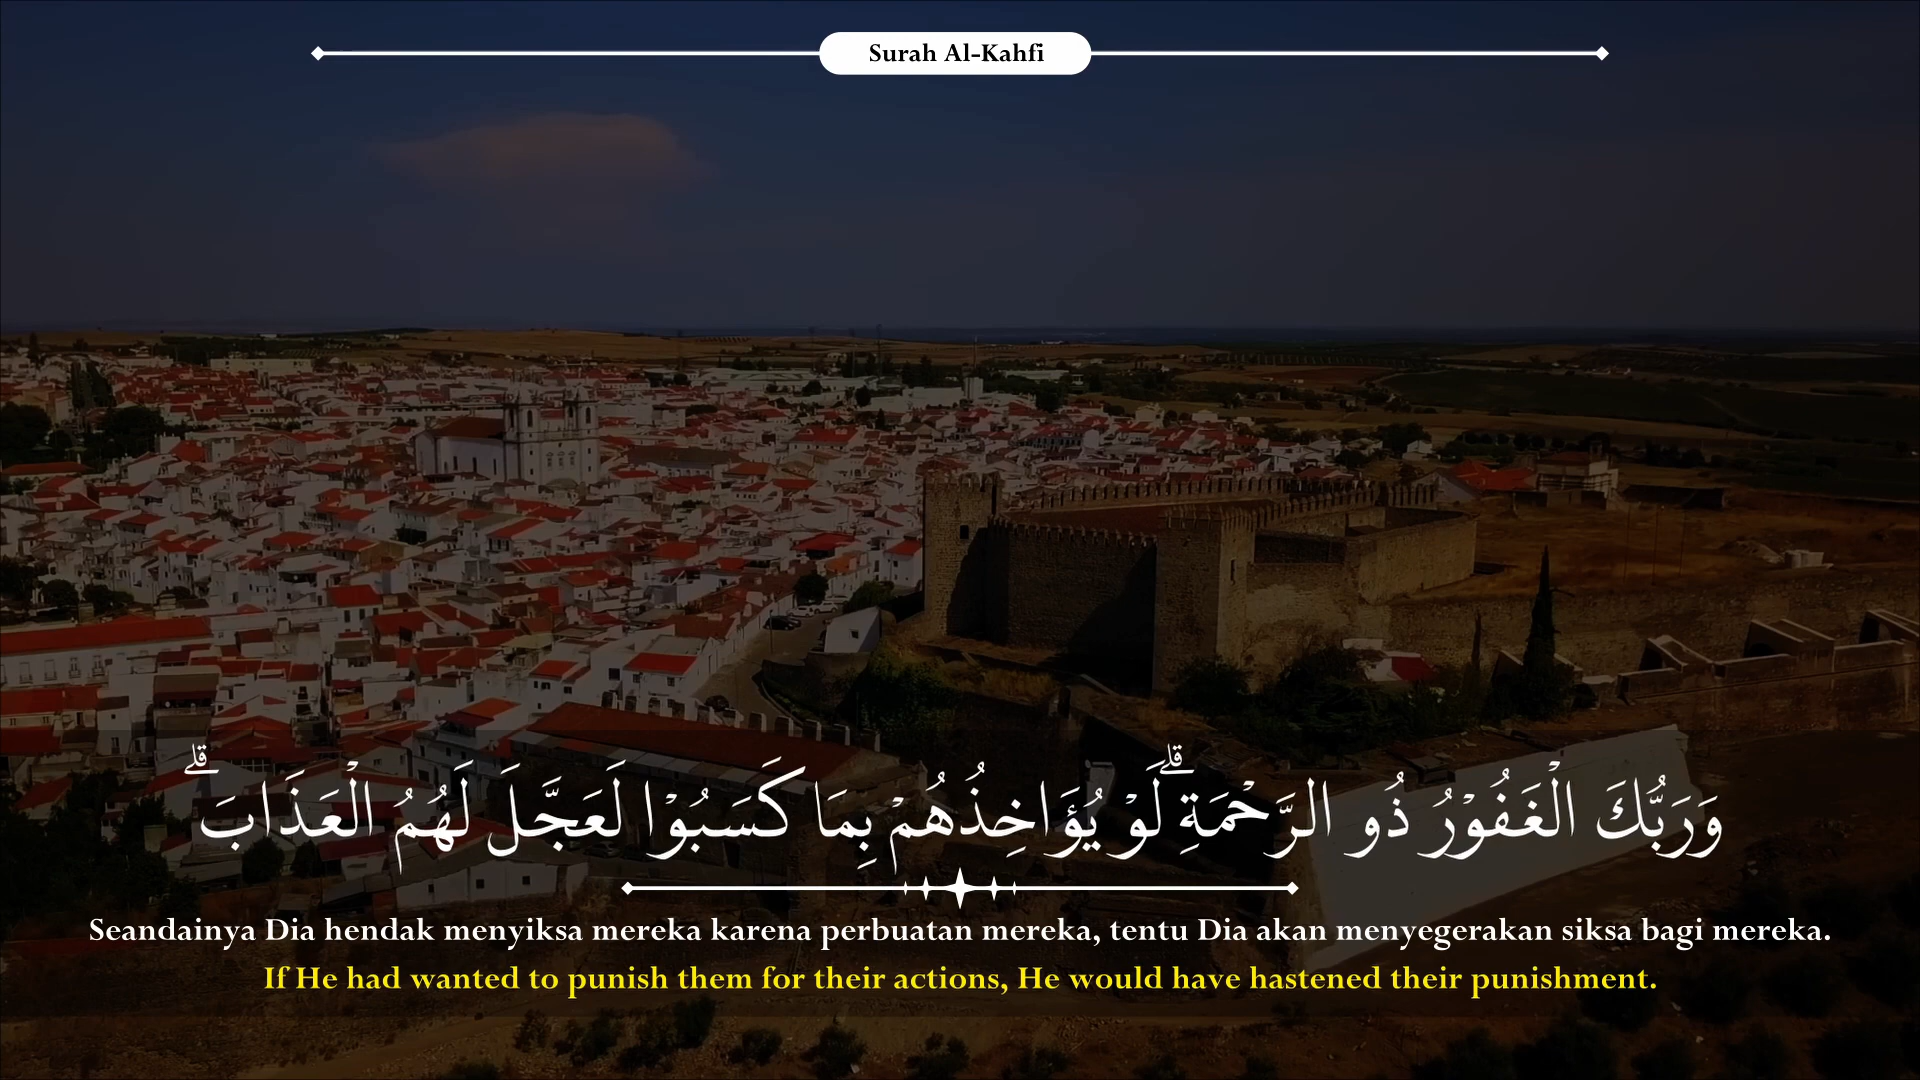 Surah Al-Kahfi
وَرَبُّكَ الْغَفُوْرُ ذُو الرَّحْمَةِۗ لَوْ يُؤَاخِذُهُمْ بِمَا كَسَبُوْا لَعَجَّلَ لَهُمُ الْعَذَابَۗ
Seandainya Dia hendak menyiksa mereka karena perbuatan mereka, tentu Dia akan menyegerakan siksa bagi mereka.
If He had wanted to punish them for their actions, He would have hastened their punishment.